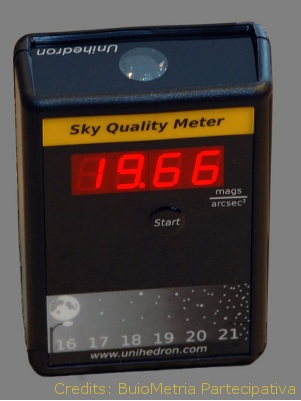 Unihedron
Sky Quality Meter
19.66
mags
arcsec²
Start
16 17 18 19 20 21
www.unihedron.com
Credits: BuioMetria Partecipativa